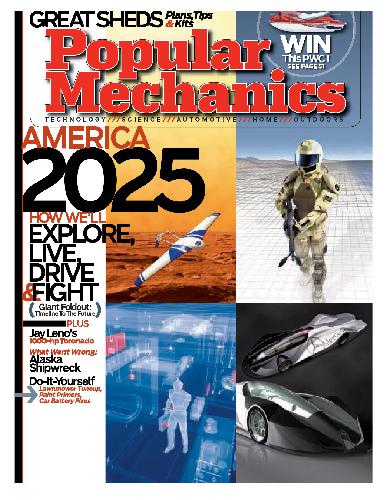 GREAT SHEDS Plans, Tips
& Kits
WIN
This PWC!
SEE PAGE 51
Popular
Mechanics
TECHNOLOGY///SCIENCE///AUTOMOTIVE///HOME///OUTDOORS
AMERICA
2025
HOW WE'LL
EXPLORE,
LIVE,
DRIVE
&FIGHT
(Giant Foldout:
Timeline To The Future)
PLUS
Jay Leno's
1000-hp Toronado
What Went Wrong:
Alaska
Shipwreck
Do-It-Yourself
Lawnmower Tuneup,
Paint Primers,
Car Battery Fixes